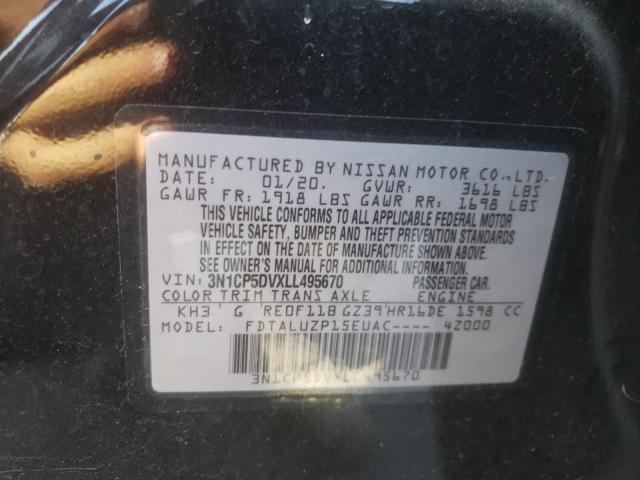 MANUFACTURED BY NISSAN MOTOR CO., LTD.
DATE: 01/20. GVWR: 3616 LBS
GAWR FR: 1918 LBS GAWR RR: 1698 LBS
THIS VEHICLE CONFORMS TO ALL APPLICABLE FEDERAL MOTOR
VEHICLE SAFETY, BUMPER AND THEFT PREVENTION STANDARDS
IN EFFECT ON THE DATE OF MANUFACTURE SHOWN ABOVE.
SEE OWNER'S MANUAL FOR ADDITIONAL INFORMATION.
VIN: 3N1CP5DVXLL495670 PASSENGER CAR.
COLOR TRIM TRANS AXLE ENGINE
KH3 G RE0F11B GZ39 HR16DE 1598 CC
MODEL: FDTALUZP15EUAC---- 4Z000
3N1CP5DVXLL495670